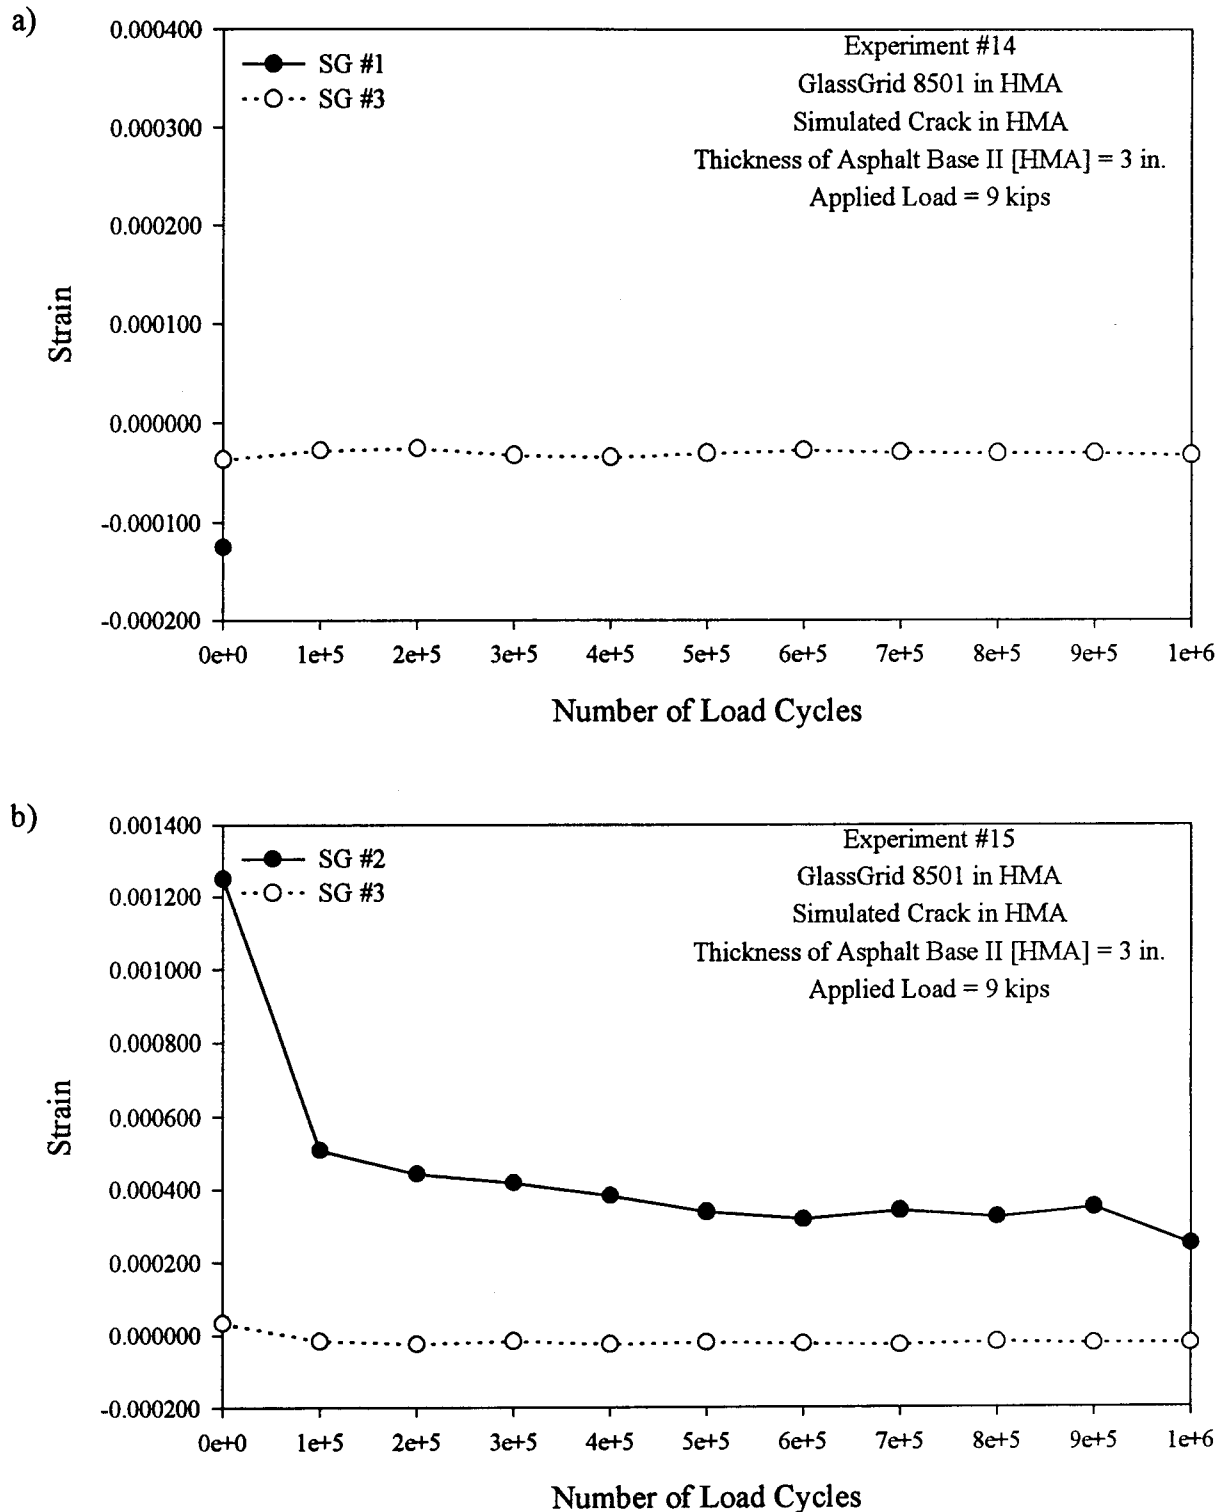 a)
0.000400
0.000300
0.000200
0.000100
0.000000
-0.000100
-0.000200
Strain
SG #1
SG #3
Experiment #14
GlassGrid 8501 in HMA
Simulated Crack in HMA
Thickness of Asphalt Base II [HMA] = 3 in.
Applied Load = 9 kips
0e+0 1e+5 2e+5 3e+5 4e+5 5e+5 6e+5 7e+5 8e+5 9e+5 1e+6
Number of Load Cycles
b)
0.001400
0.001200
0.001000
0.000800
0.000600
0.000400
0.000200
0.000000
-0.000200
Strain
SG #2
SG #3
Experiment #15
GlassGrid 8501 in HMA
Simulated Crack in HMA
Thickness of Asphalt Base II [HMA] = 3 in.
Applied Load = 9 kips
0e+0 1e+5 2e+5 3e+5 4e+5 5e+5 6e+5 7e+5 8e+5 9e+5 1e+6
Number of Load Cycles